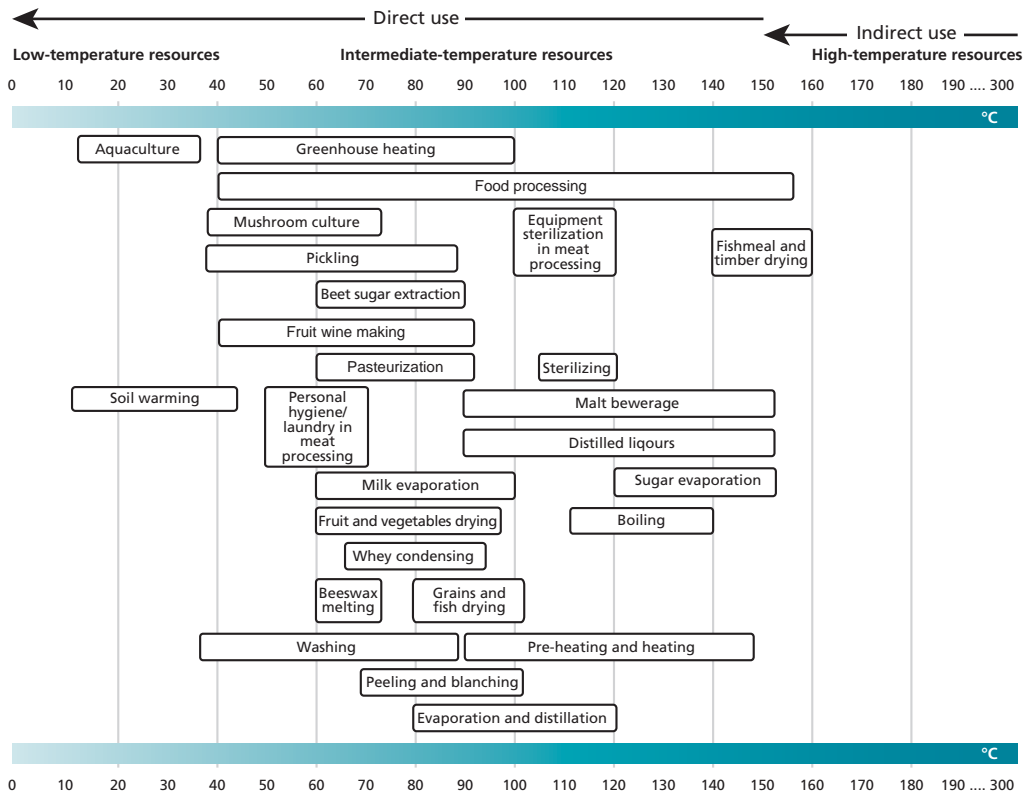 Direct use
Indirect use
Low-temperature resources Intermediate-temperature resources High-temperature resources
0 10 20 30 40 50 60 70 80 90 100 110 120 130 140 150 160 170 180 190 .... 300
°C
Aquaculture Greenhouse heating
Food processing
Mushroom culture
Equipment
sterilization
in meat
processing
Fishmeal and
timber drying
Pickling
Beet sugar extraction
Fruit wine making
Pasteurization Sterilizing
Soil warming
Personal
hygiene/
laundry in
meat
processing
Malt bewerage
Distilled liqours
Milk evaporation Sugar evaporation
Fruit and vegetables drying Boiling
Whey condensing
Beeswax
melting
Grains and
fish drying
Washing Pre-heating and heating
Peeling and blanching
Evaporation and distillation
°C
0 10 20 30 40 50 60 70 80 90 100 110 120 130 140 150 160 170 180 190 .... 300